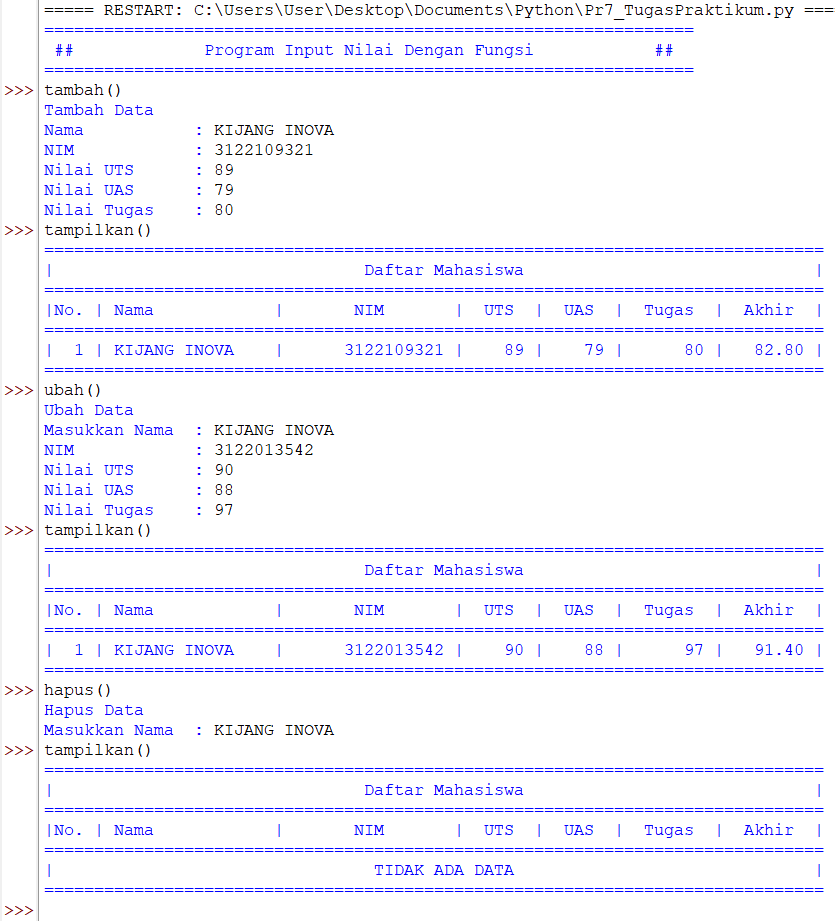 ===== RESTART: C:\Users\User\Desktop\Documents\Python\Pr7_TugasPraktikum.py ===
=================================================================
 ##             Program Input Nilai Dengan Fungsi            ##
=================================================================
>>> tambah()
Tambah Data
Nama           : KIJANG INOVA
NIM            : 3122109321
Nilai UTS      : 89
Nilai UAS      : 79
Nilai Tugas    : 80
>>> tampilkan()
==============================================================================
|                               Daftar Mahasiswa                             |
==============================================================================
|No. | Nama            |       NIM       |  UTS  |  UAS  |  Tugas  |  Akhir  |
==============================================================================
|  1 | KIJANG INOVA    |      3122109321 |    89 |    79 |      80 |   82.80 |
==============================================================================
>>> ubah()
Ubah Data
Masukkan Nama  : KIJANG INOVA
NIM            : 3122013542
Nilai UTS      : 90
Nilai UAS      : 88
Nilai Tugas    : 97
>>> tampilkan()
==============================================================================
|                               Daftar Mahasiswa                             |
==============================================================================
|No. | Nama            |       NIM       |  UTS  |  UAS  |  Tugas  |  Akhir  |
==============================================================================
|  1 | KIJANG INOVA    |      3122013542 |    90 |    88 |      97 |   91.40 |
==============================================================================
>>> hapus()
Hapus Data
Masukkan Nama  : KIJANG INOVA
>>> tampilkan()
==============================================================================
|                               Daftar Mahasiswa                             |
==============================================================================
|No. | Nama            |       NIM       |  UTS  |  UAS  |  Tugas  |  Akhir  |
==============================================================================
|                                TIDAK ADA DATA                              |
==============================================================================
>>>